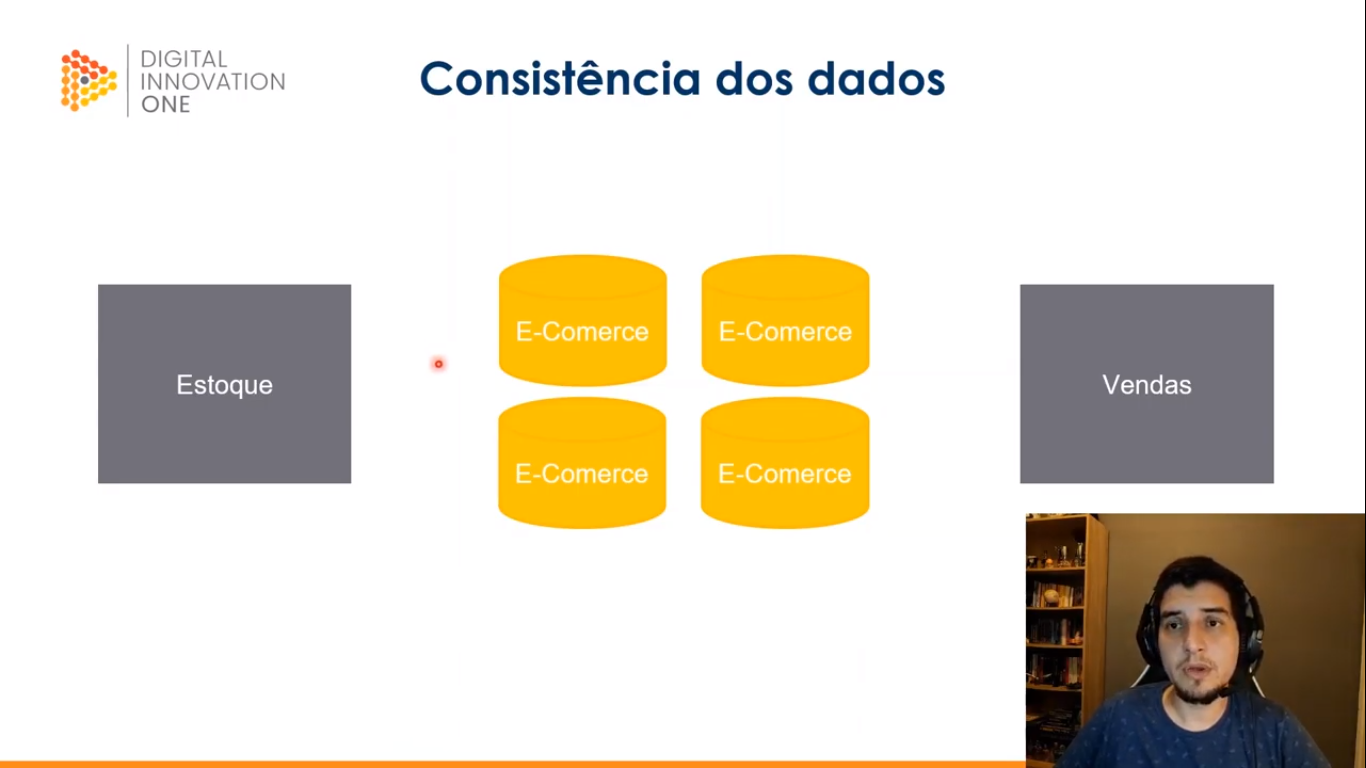 DIGITAL
INNOVATION
ONE
Consistência dos dados
E-Comerce
E-Comerce
Estoque
Vendas
E-Comerce
E-Comerce